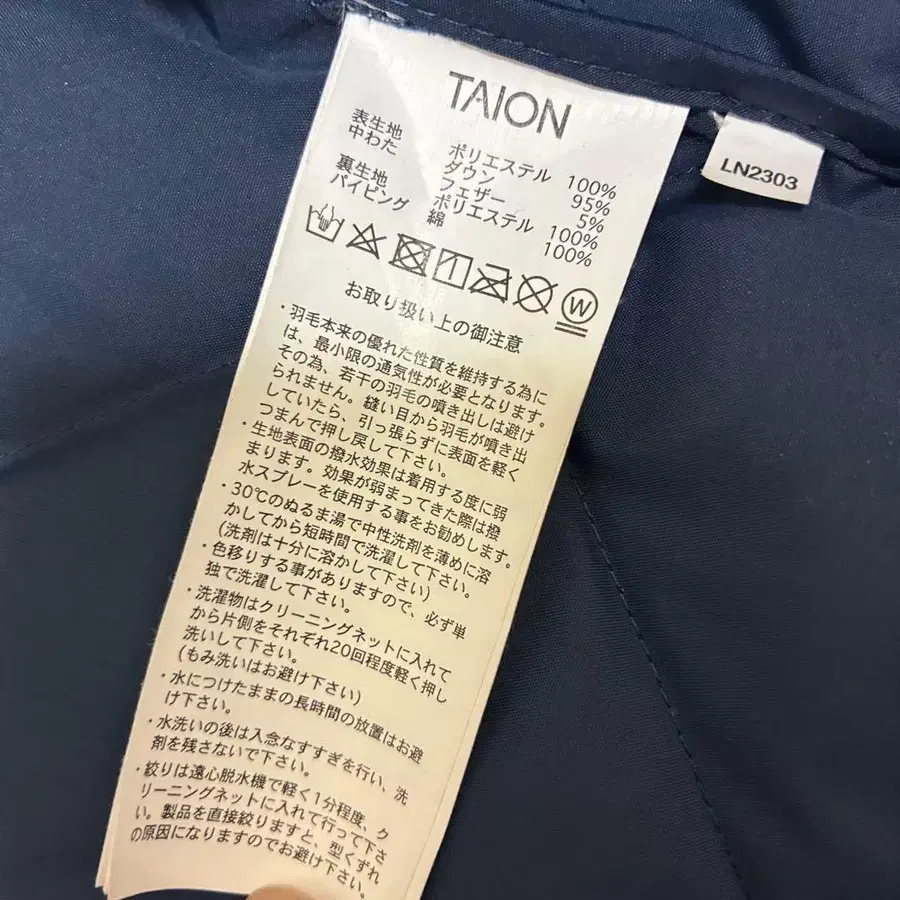 TAION
表生地 ポリエステル 100%
中わた ダウン 95%
フェザー 5%
裏生地 ポリエステル 100%
パイピング 綿 100%
W
お取り扱い上の御注意
・羽毛本来の優れた性質を維持する為に
は、最小限の通気性が必要となります。
その為、若干の羽毛の噴き出しは避け
られません。縫い目から羽毛が噴き出
していたら、引っ張らずに表面を軽く
つまんで押し戻して下さい。
・生地表面の撥水効果は着用する度に弱
まります。効果が弱まってきた際は撥
水スプレーを使用する事をお勧めします。
・30℃のぬるま湯で中性洗剤を薄めに溶
かしてから短時間で洗濯して下さい。
(洗剤は十分に溶かして下さい)
・色移りする事がありますので、必ず単
独で洗濯して下さい。
・洗濯物はクリーニングネットに入れて
から片側をそれぞれ20回程度軽く押し
洗いして下さい。
(もみ洗いはお避け下さい)
・水につけたままの長時間の放置はお避
け下さい。
・水洗いの後は入念なすすぎを行い、洗
剤を残さないで下さい。
・絞りは遠心脱水機で軽く1分程度、ク
リーニングネットに入れて行って下さ
い。製品を直接絞りますと、型くずれ
の原因になりますのでお避け下さい。
LN2303